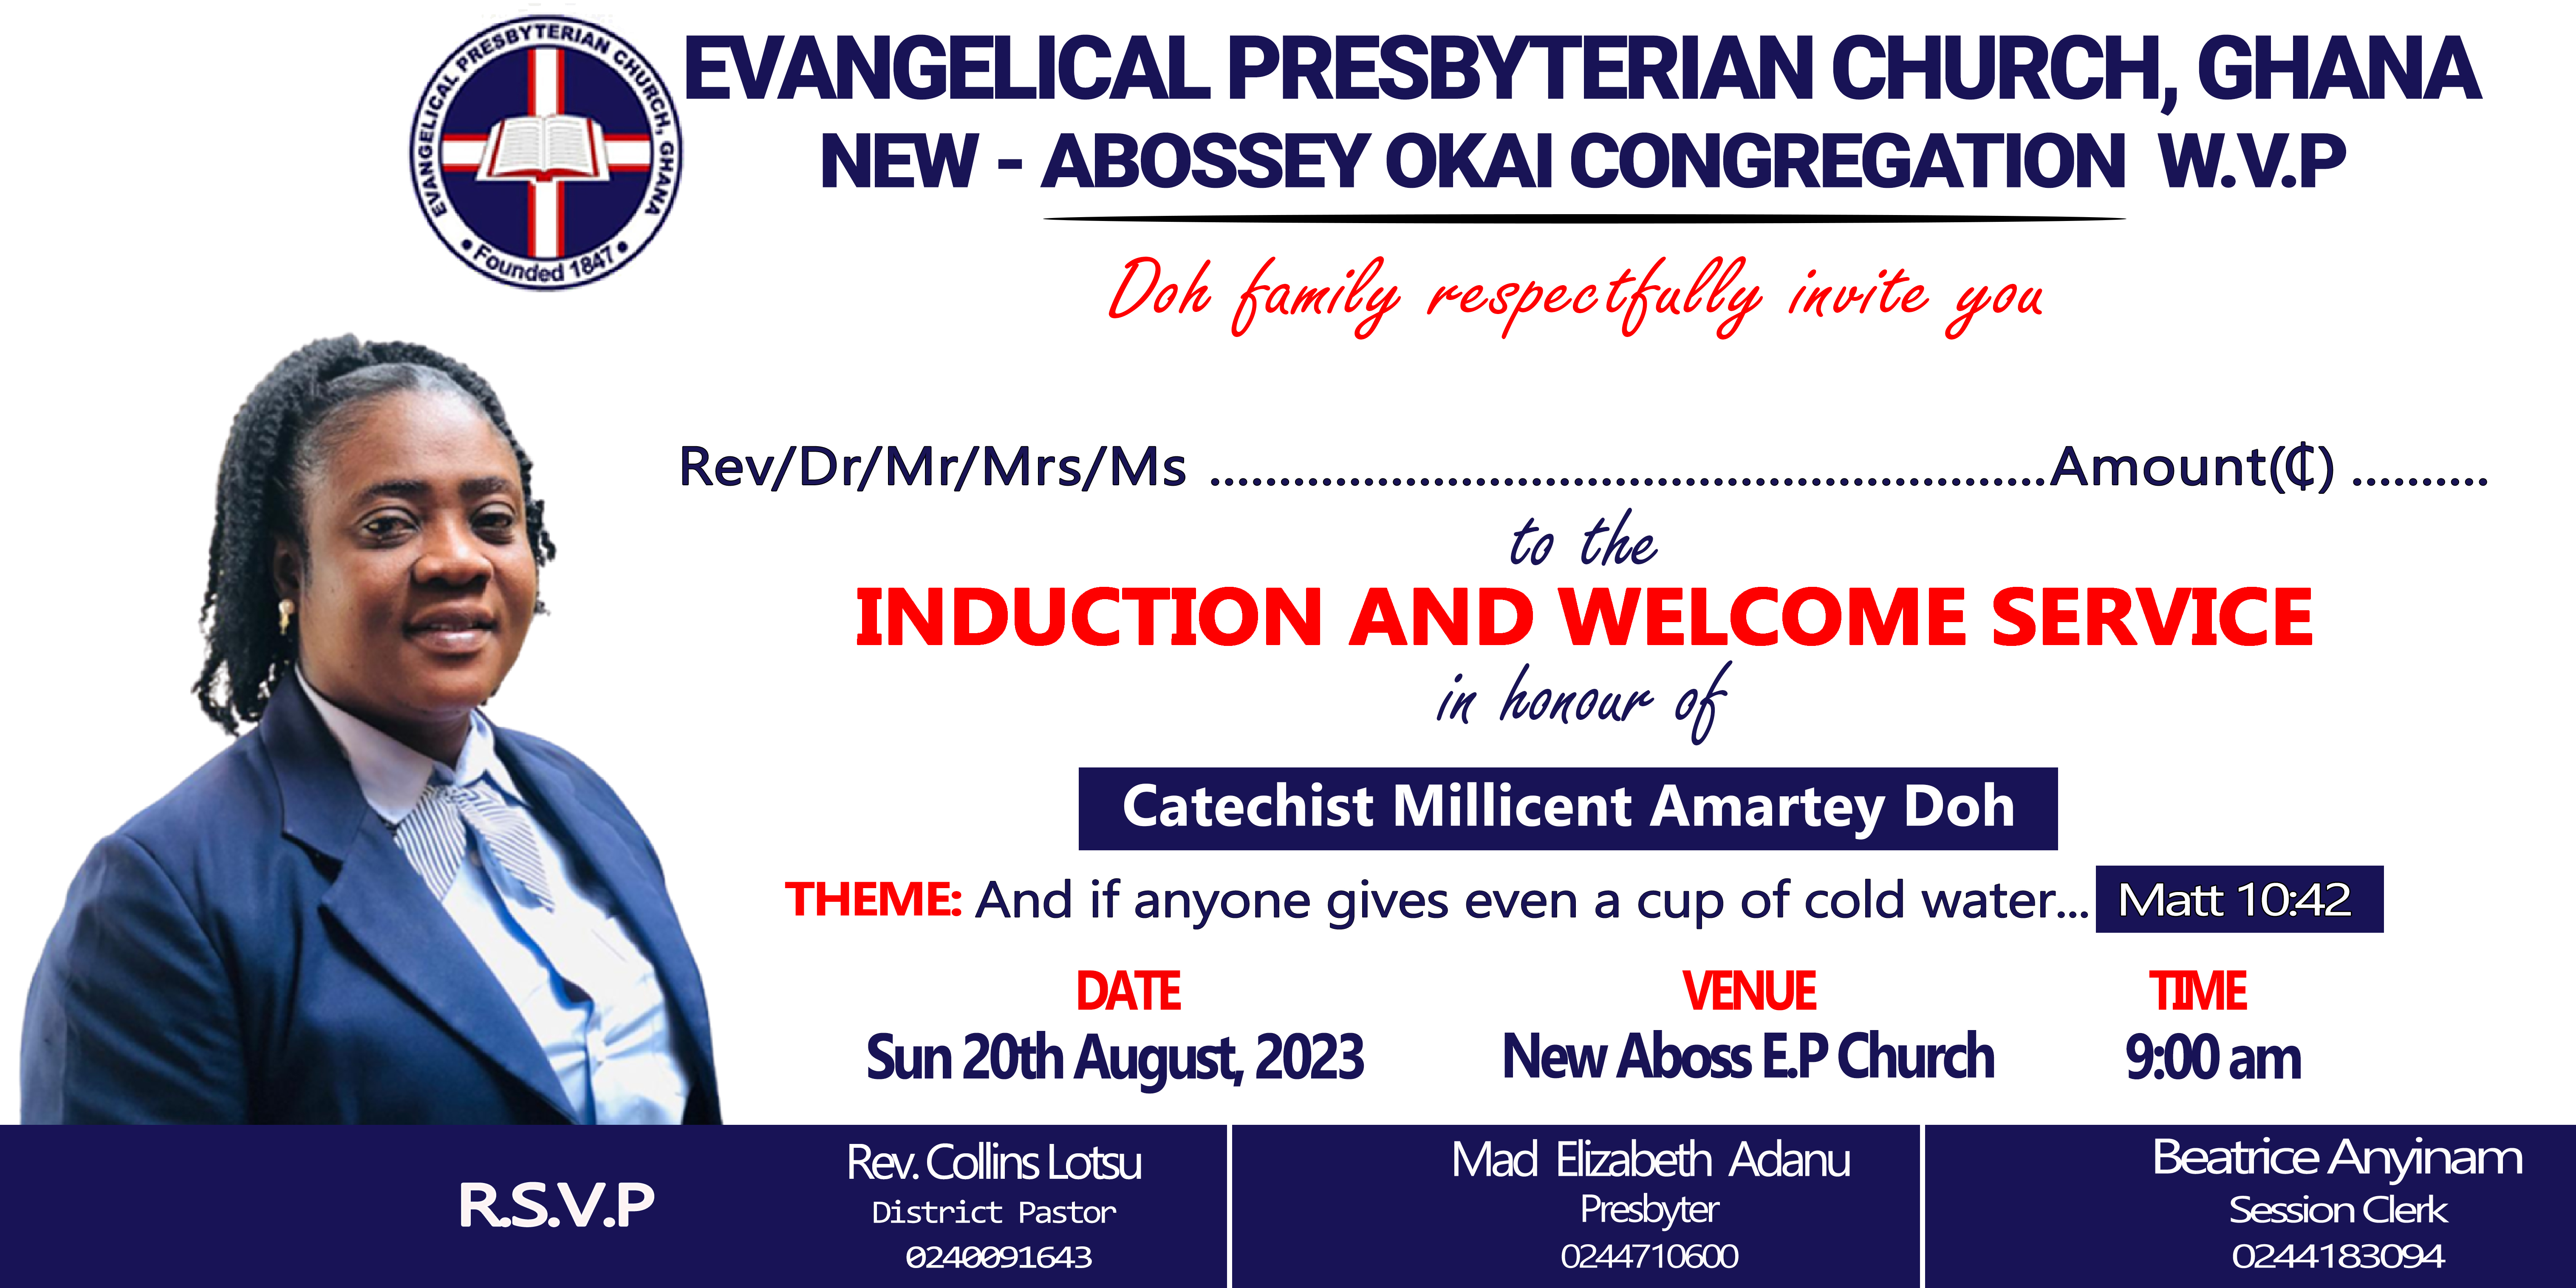 EVANGELICAL PRESBYTERIAN CHURCH, GHANA
• Founded 1847 •
EVANGELICAL PRESBYTERIAN CHURCH, GHANA
NEW - ABOSSEY OKAI CONGREGATION W.V.P
Doh family respectfully invite you
Rev/Dr/Mr/Mrs/Ms ............................................................Amount(₵) ..........
to the
INDUCTION AND WELCOME SERVICE
in honour of
Catechist Millicent Amartey Doh
THEME: And if anyone gives even a cup of cold water... Matt 10:42
DATE
Sun 20th August, 2023
VENUE
New Aboss E.P Church
TIME
9:00 am
R.S.V.P
Rev. Collins Lotsu
District Pastor
0240091643
Mad Elizabeth Adanu
Presbyter
0244710600
Beatrice Anyinam
Session Clerk
0244183094